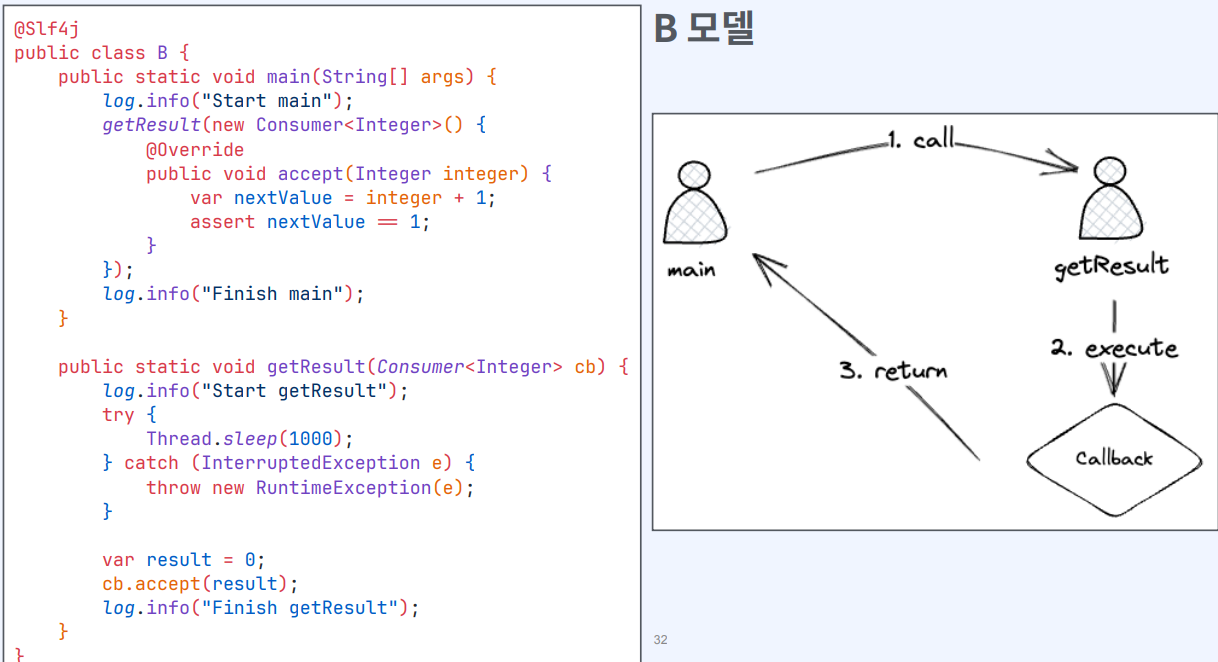 @Slf4j
public class B {
    public static void main(String[] args) {
        log.info("Start main");
        getResult(new Consumer<Integer>() {
            @Override
            public void accept(Integer integer) {
                var nextValue = integer + 1;
                assert nextValue == 1;
            }
        });
        log.info("Finish main");
    }

    public static void getResult(Consumer<Integer> cb) {
        log.info("Start getResult");
        try {
            Thread.sleep(1000);
        } catch (InterruptedException e) {
            throw new RuntimeException(e);
        }

        var result = 0;
        cb.accept(result);
        log.info("Finish getResult");
    }
}
B 모델
1. call
main
getResult
2. execute
3. return
Callback
32